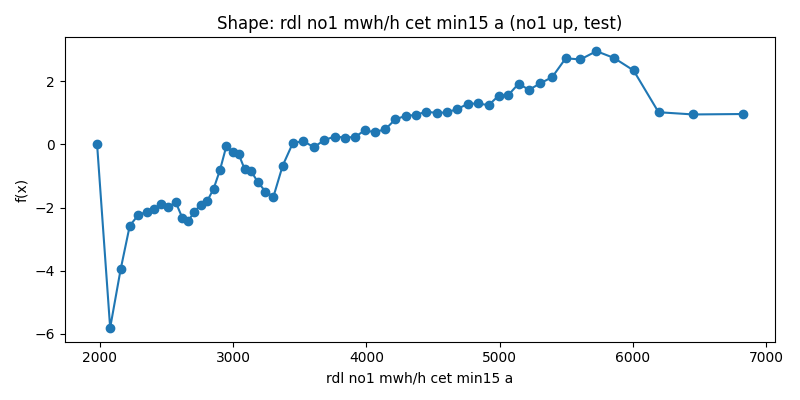 Shape: rdl no1 mwh/h cet min15 a (no1 up, test)
f(x)
2
0
−2
−4
−6
2000 3000 4000 5000 6000 7000
rdl no1 mwh/h cet min15 a